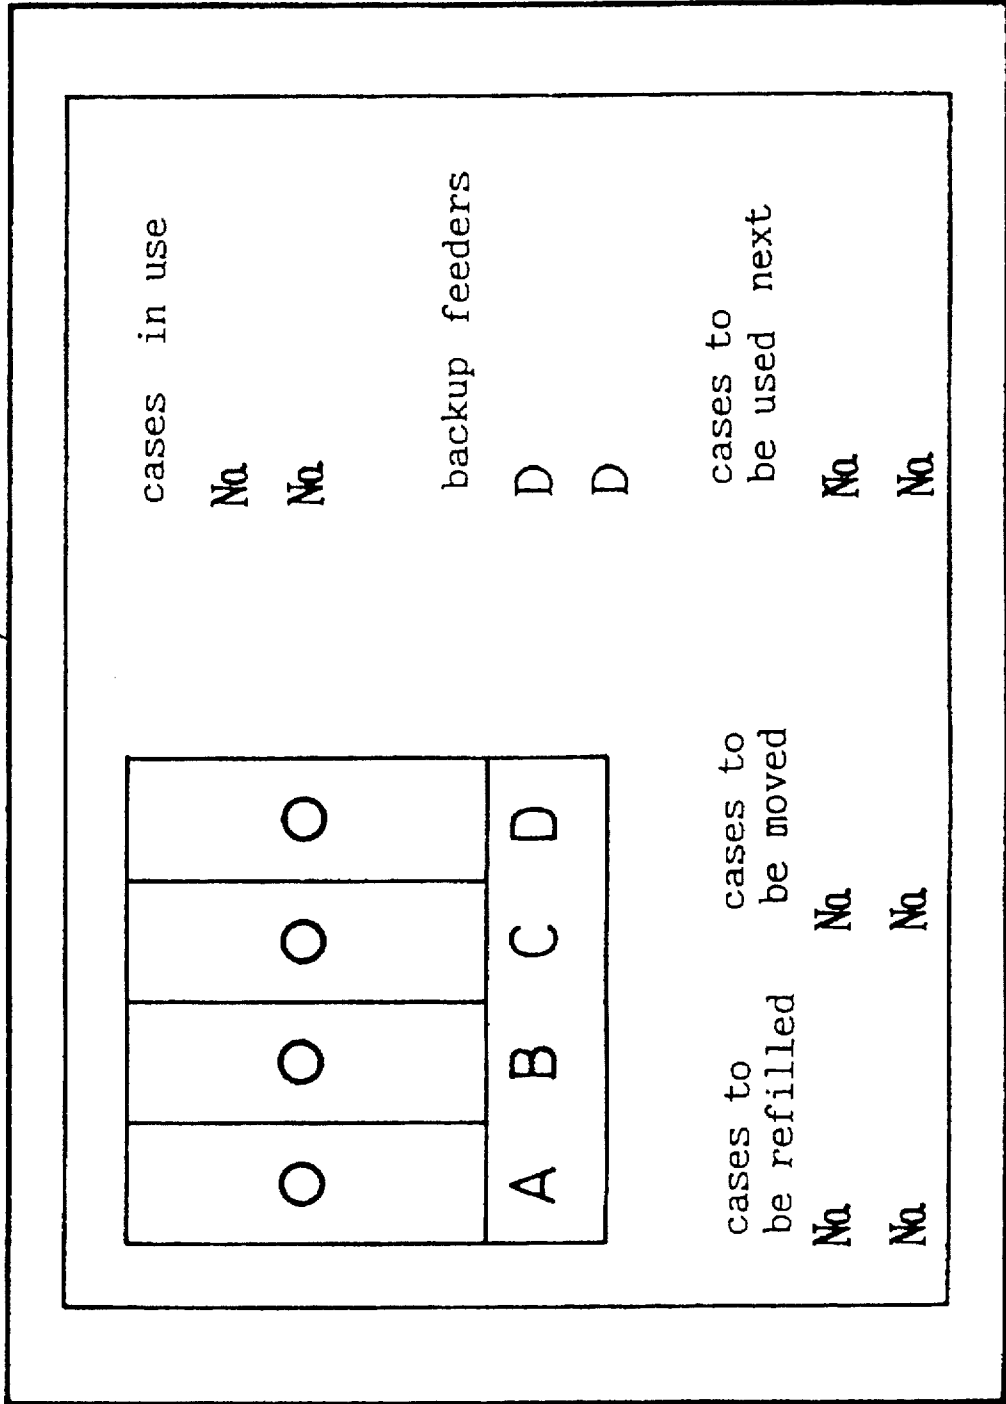 A B C D
cases in use
No.
No.
backup feeders
D
D
cases to
be refilled
No.
No.
cases to
be moved
No.
No.
cases to
be used next
No.
No.